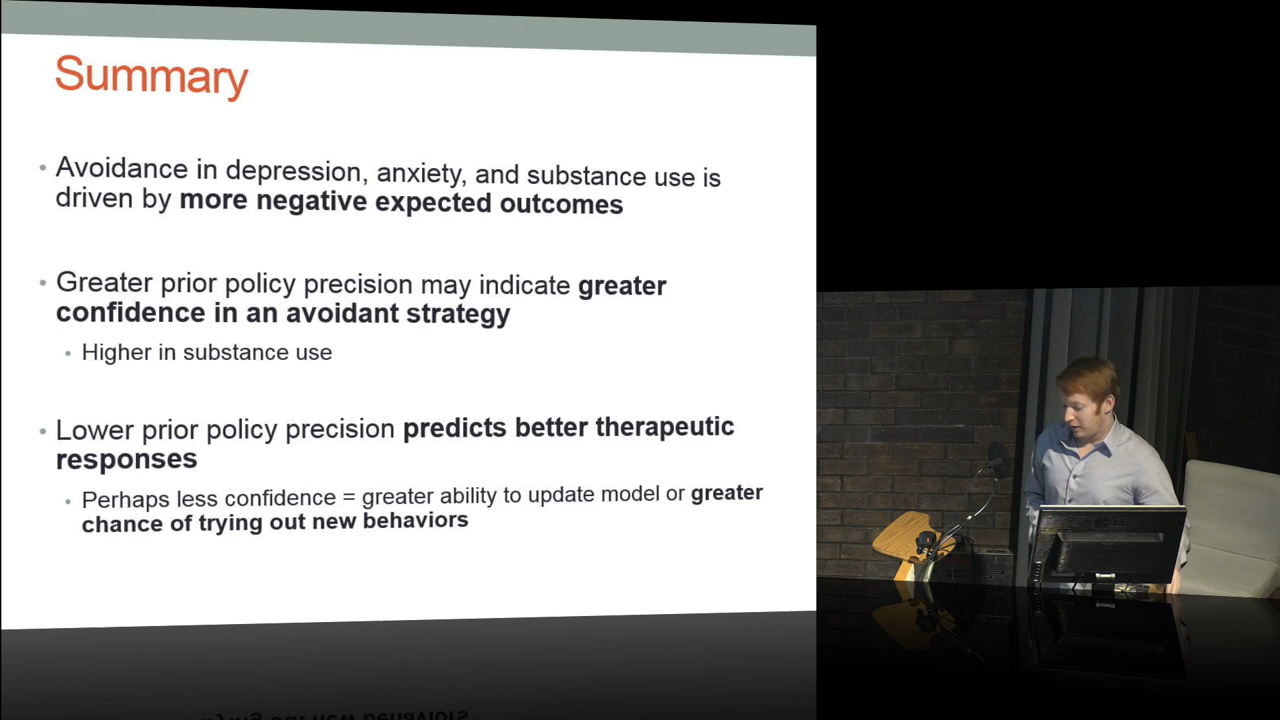 Summary
• Avoidance in depression, anxiety, and substance use is
driven by more negative expected outcomes
• Greater prior policy precision may indicate greater
confidence in an avoidant strategy
• Higher in substance use
• Lower prior policy precision predicts better therapeutic
responses
• Perhaps less confidence = greater ability to update model or greater
chance of trying out new behaviors
LG